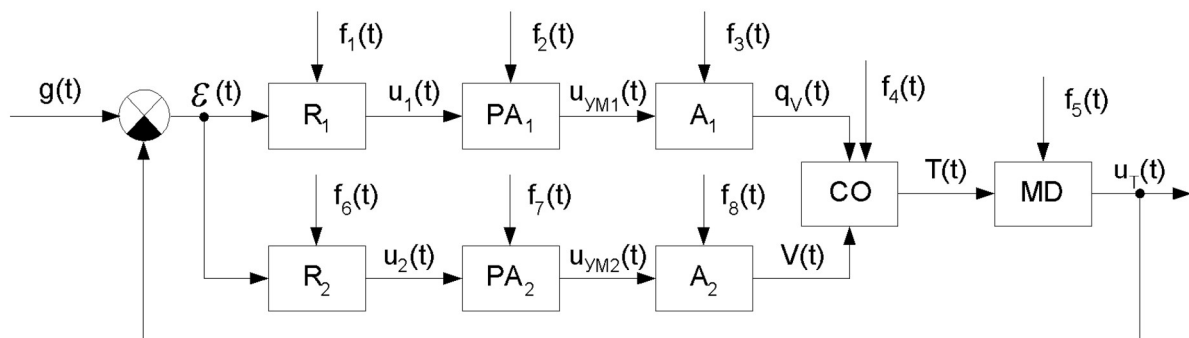 f₁(t)
f₂(t)
f₃(t)
g(t)
ε(t)
u₁(t)
u_УМ1(t)
q_V(t)
f₄(t)
f₅(t)
R₁
PA₁
A₁
CO
T(t)
MD
u_T(t)
f₆(t)
f₇(t)
f₈(t)
u₂(t)
u_УМ2(t)
V(t)
R₂
PA₂
A₂